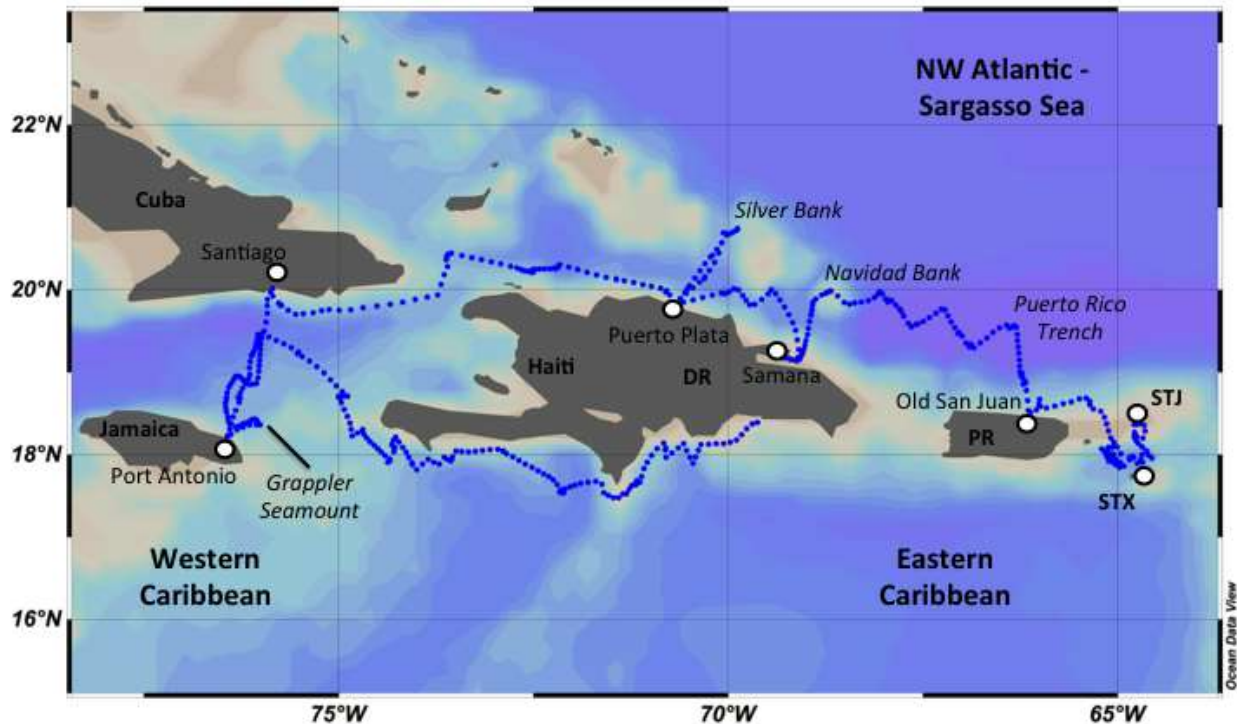 NW Atlantic -
Sargasso Sea
22°N
Cuba
Silver Bank
Santiago
20°N
Navidad Bank
Puerto Rico
Trench
Puerto Plata
Haiti
DR
Samana
Old San Juan
STJ
Jamaica
PR
18°N
Port Antonio
Grappler
Seamount
STX
Western
Caribbean
Eastern
Caribbean
16°N
75°W
70°W
65°W
Ocean Data View